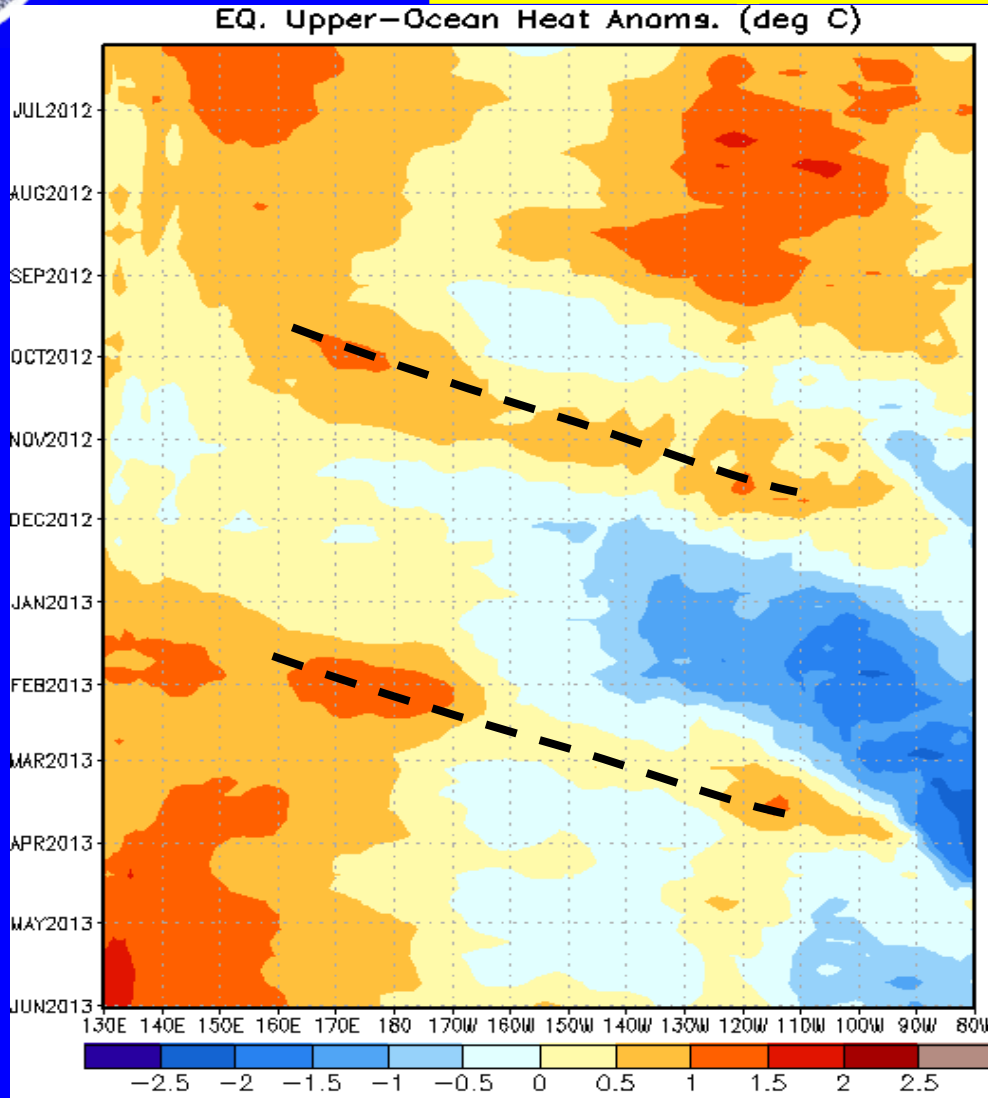 EQ. Upper-Ocean Heat Anoms. (deg C)
JUL2012
AUG2012
SEP2012
OCT2012
NOV2012
DEC2012
JAN2013
FEB2013
MAR2013
APR2013
MAY2013
JUN2013
130E 140E 150E 160E 170E 180 170W 160W 150W 140W 130W 120W 110W 100W 90W 80W
-2.5 -2 -1.5 -1 -0.5 0 0.5 1 1.5 2 2.5